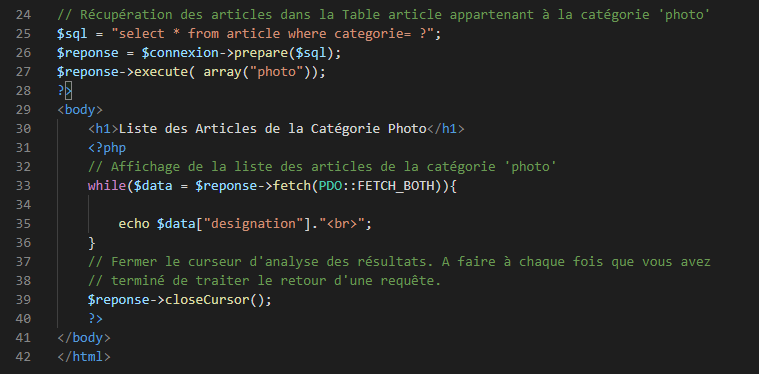 24 // Récupération des articles dans la Table article appartenant à la catégorie 'photo'
25 $sql = "select * from article where categorie= ?";
26 $reponse = $connexion->prepare($sql);
27 $reponse->execute( array("photo"));
28 ?>
29 <body>
30     <h1>Liste des Articles de la Catégorie Photo</h1>
31     <?php
32     // Affichage de la liste des articles de la catégorie 'photo'
33     while($data = $reponse->fetch(PDO::FETCH_BOTH)){
34
35         echo $data["designation"]."<br>";
36     }
37     // Fermer le curseur d'analyse des résultats. A faire à chaque fois que vous avez
38     // terminé de traiter le retour d'une requête.
39     $reponse->closeCursor();
40     ?>
41 </body>
42 </html>